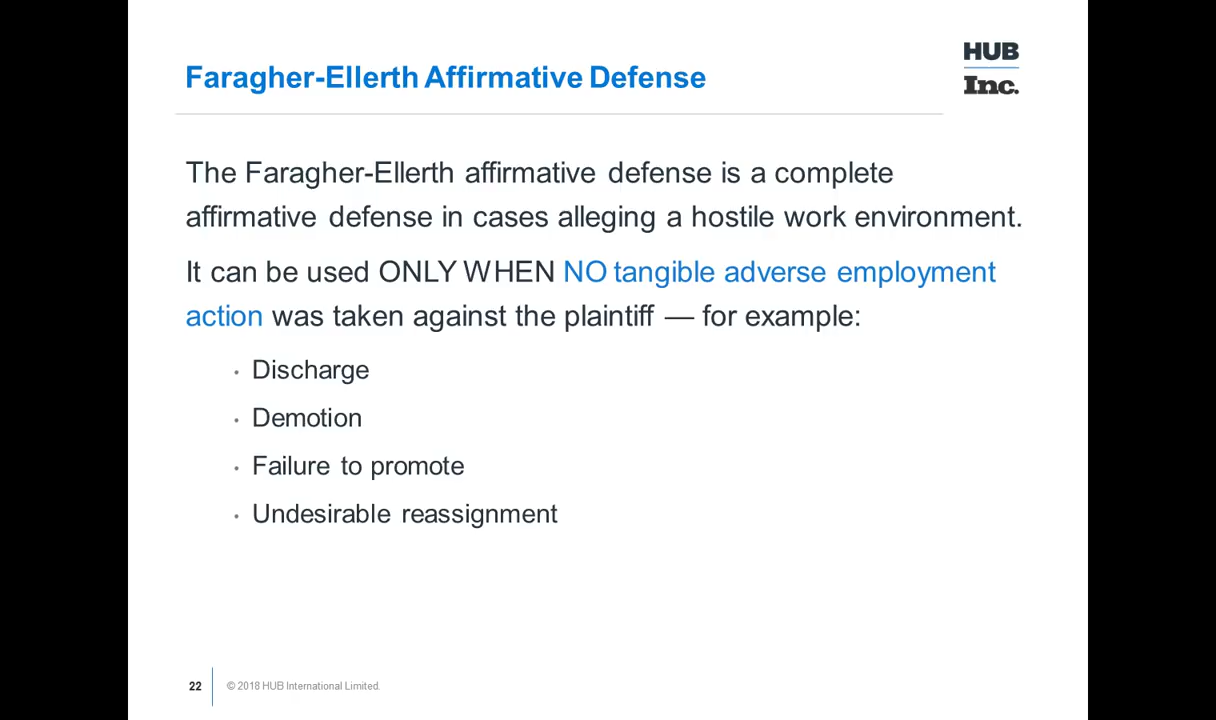 HUB
Inc.
Faragher-Ellerth Affirmative Defense
The Faragher-Ellerth affirmative defense is a complete
affirmative defense in cases alleging a hostile work environment.
It can be used ONLY WHEN NO tangible adverse employment
action was taken against the plaintiff — for example:
• Discharge
• Demotion
• Failure to promote
• Undesirable reassignment
22
© 2018 HUB International Limited.